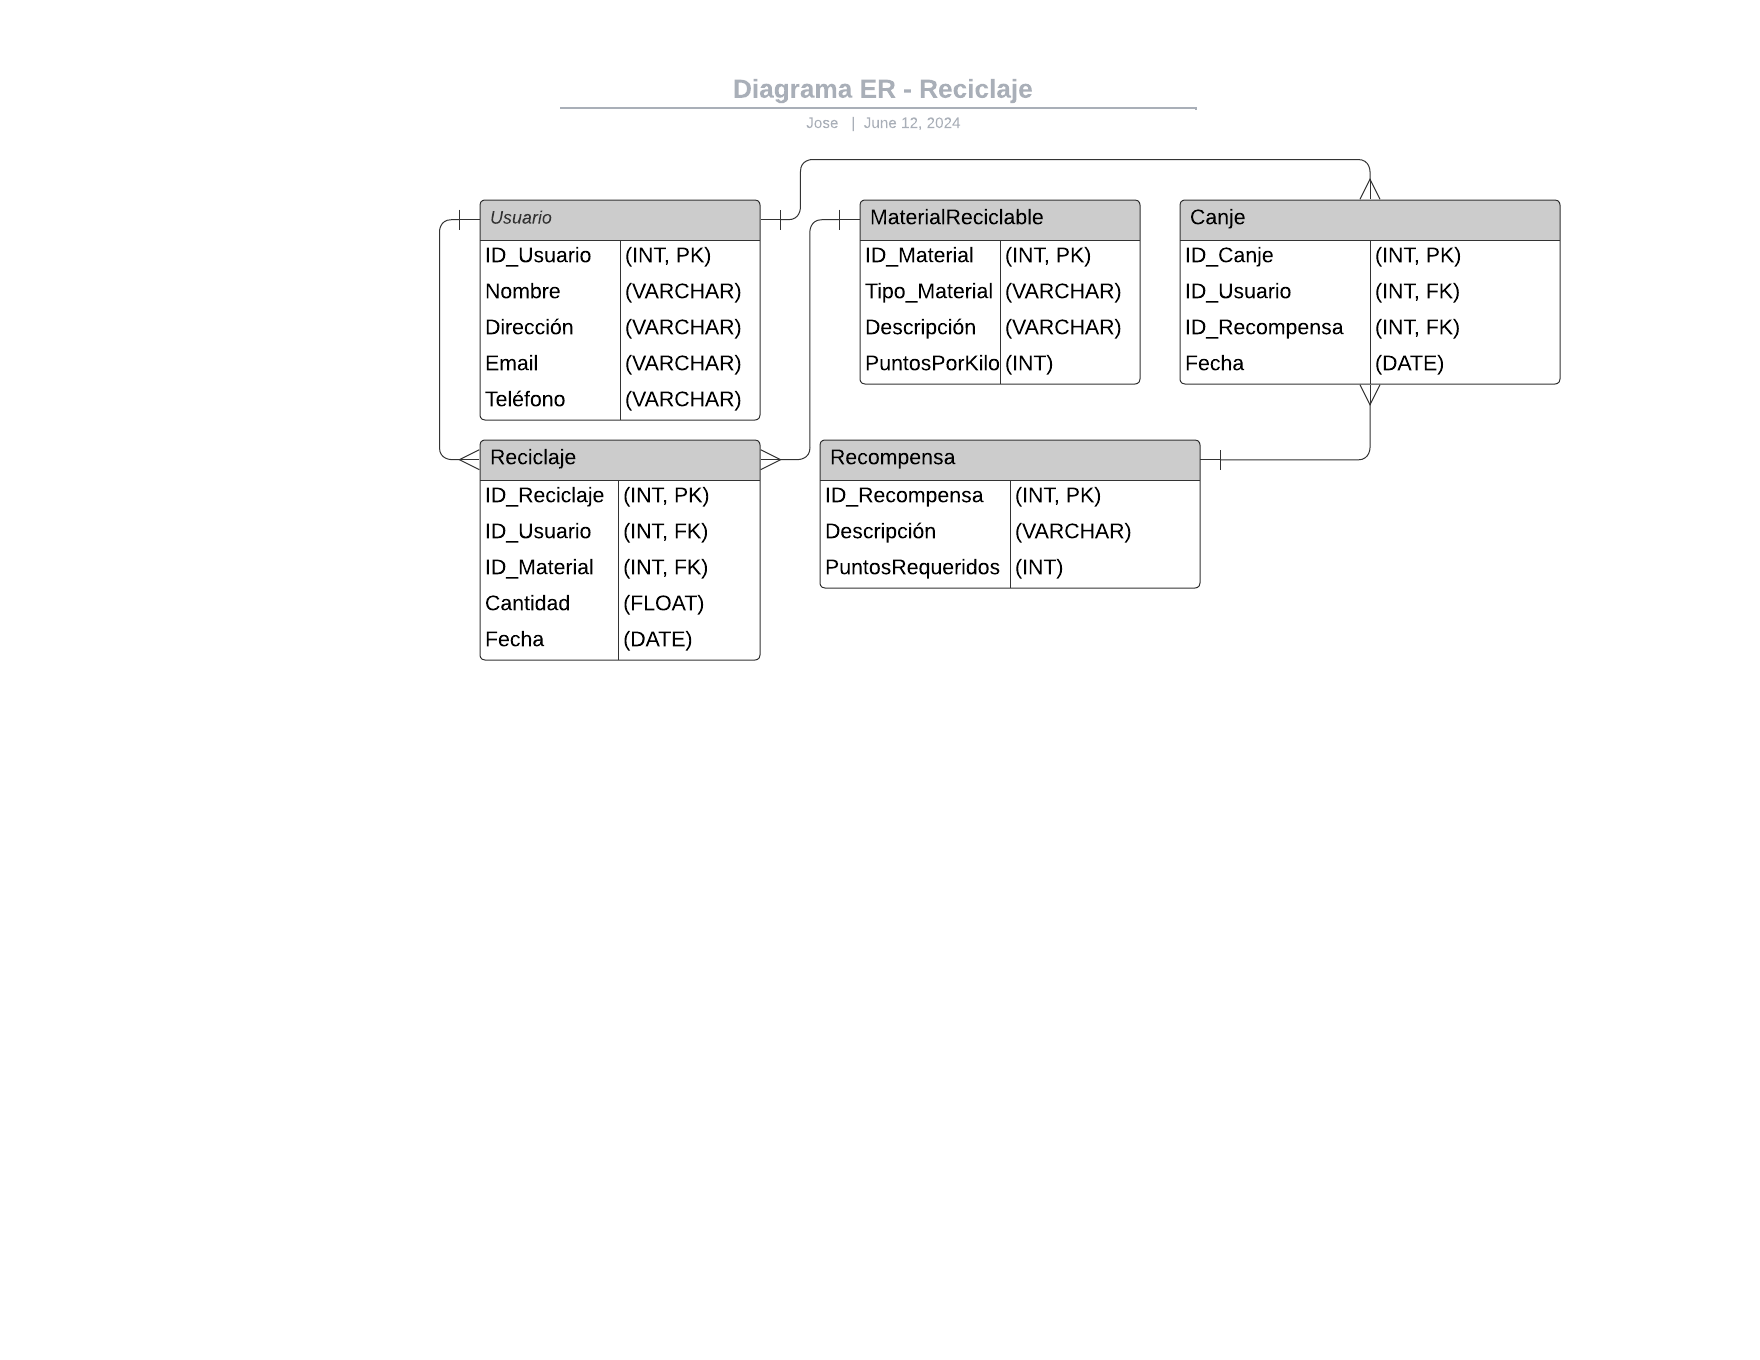 Diagrama ER - Reciclaje
Jose | June 12, 2024
Usuario
ID_Usuario (INT, PK)
Nombre (VARCHAR)
Dirección (VARCHAR)
Email (VARCHAR)
Teléfono (VARCHAR)
MaterialReciclable
ID_Material (INT, PK)
Tipo_Material (VARCHAR)
Descripción (VARCHAR)
PuntosPorKilo (INT)
Canje
ID_Canje (INT, PK)
ID_Usuario (INT, FK)
ID_Recompensa (INT, FK)
Fecha (DATE)
Reciclaje
ID_Reciclaje (INT, PK)
ID_Usuario (INT, FK)
ID_Material (INT, FK)
Cantidad (FLOAT)
Fecha (DATE)
Recompensa
ID_Recompensa (INT, PK)
Descripción (VARCHAR)
PuntosRequeridos (INT)